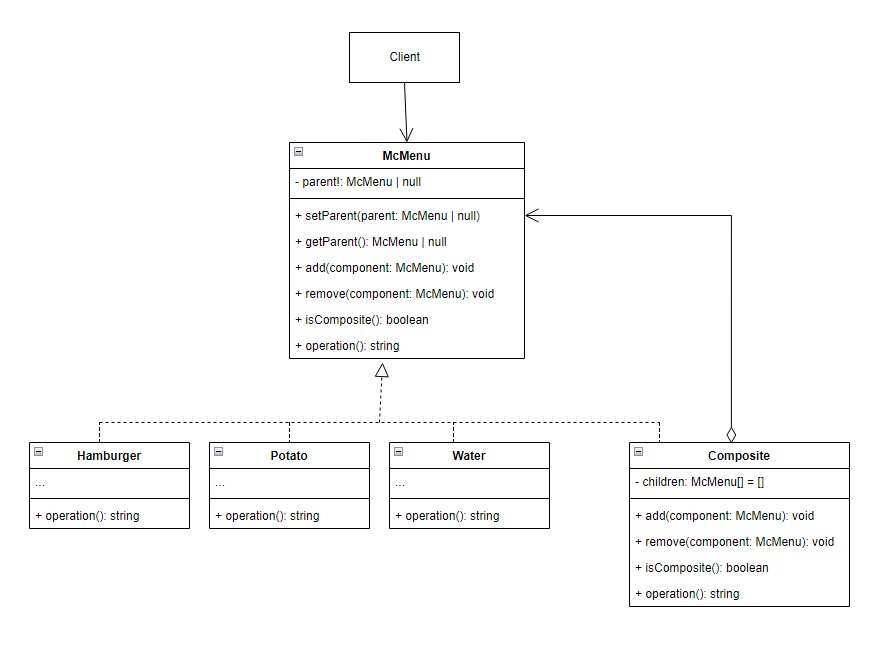 Client
McMenu
- parent!: McMenu | null
+ setParent(parent: McMenu | null)
+ getParent(): McMenu | null
+ add(component: McMenu): void
+ remove(component: McMenu): void
+ isComposite(): boolean
+ operation(): string
Hamburger
...
+ operation(): string
Potato
...
+ operation(): string
Water
...
+ operation(): string
Composite
- children: McMenu[] = []
+ add(component: McMenu): void
+ remove(component: McMenu): void
+ isComposite(): boolean
+ operation(): string